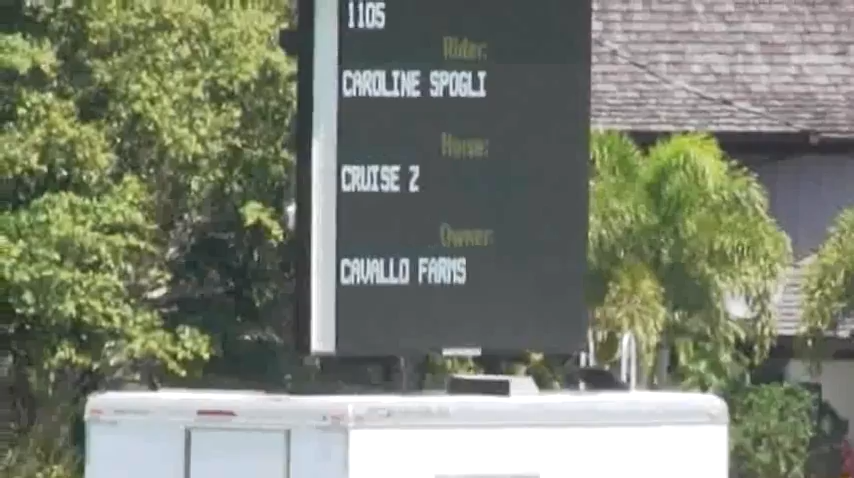 1105
Rider:
CAROLINE SPOGLI
Horse:
CRUISE Z
Owner:
CAVALLO FARMS